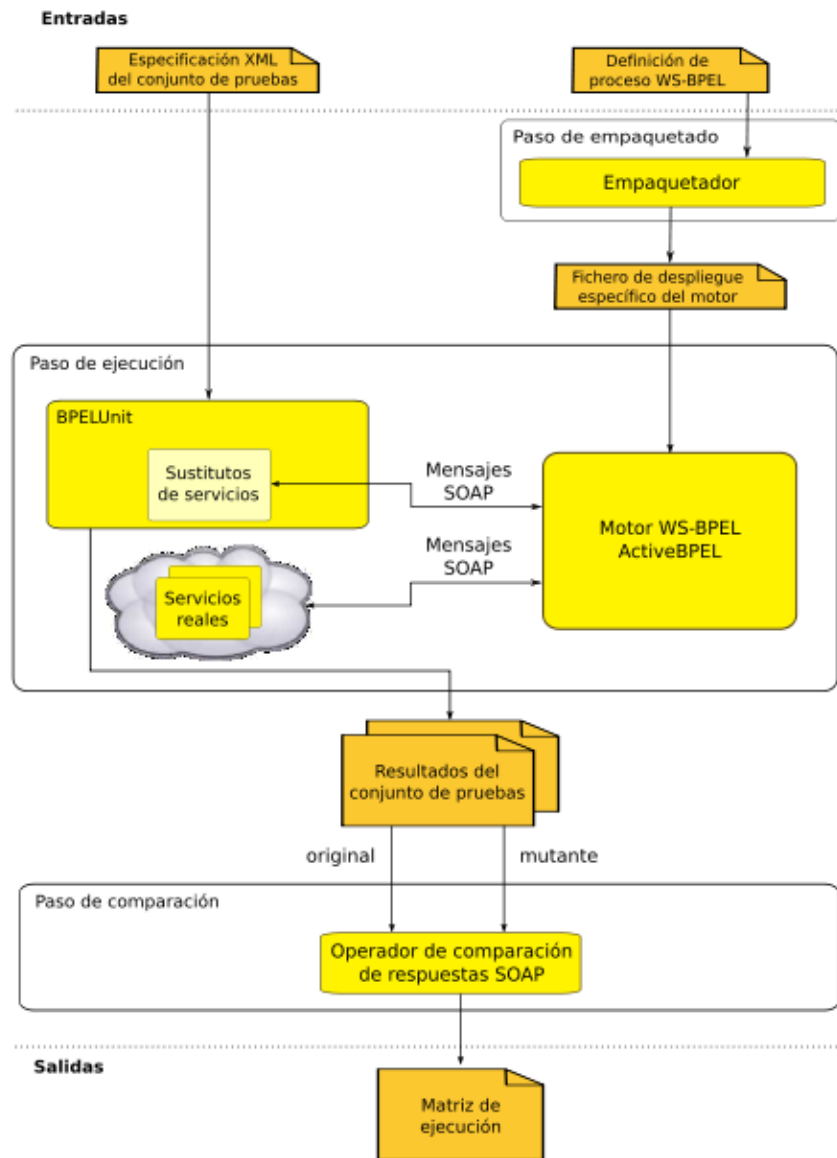 Entradas
Especificación XML
del conjunto de pruebas
Definición de
proceso WS-BPEL
Paso de empaquetado
Empaquetador
Fichero de despliegue
específico del motor
Paso de ejecución
BPELUnit
Sustitutos
de servicios
Mensajes
SOAP
Motor WS-BPEL
ActiveBPEL
Mensajes
SOAP
Servicios
reales
Resultados del
conjunto de pruebas
original
mutante
Paso de comparación
Operador de comparación
de respuestas SOAP
Salidas
Matriz de
ejecución